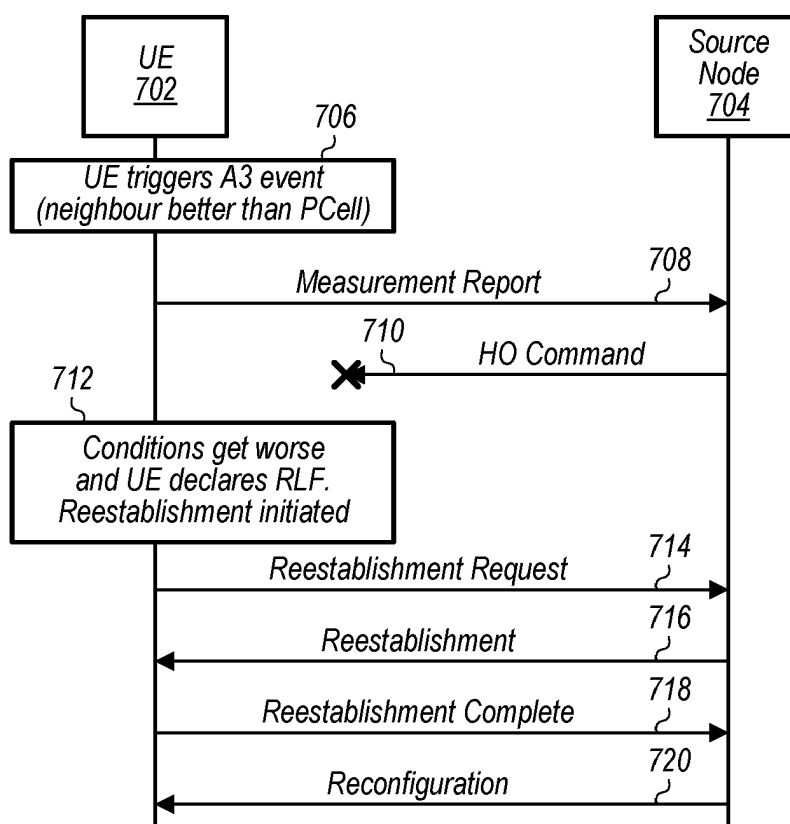 UE
702
Source
Node
704
706
UE triggers A3 event
(neighbour better than PCell)
708
Measurement Report
710
HO Command
712
Conditions get worse
and UE declares RLF.
Reestablishment initiated
714
Reestablishment Request
716
Reestablishment
718
Reestablishment Complete
720
Reconfiguration